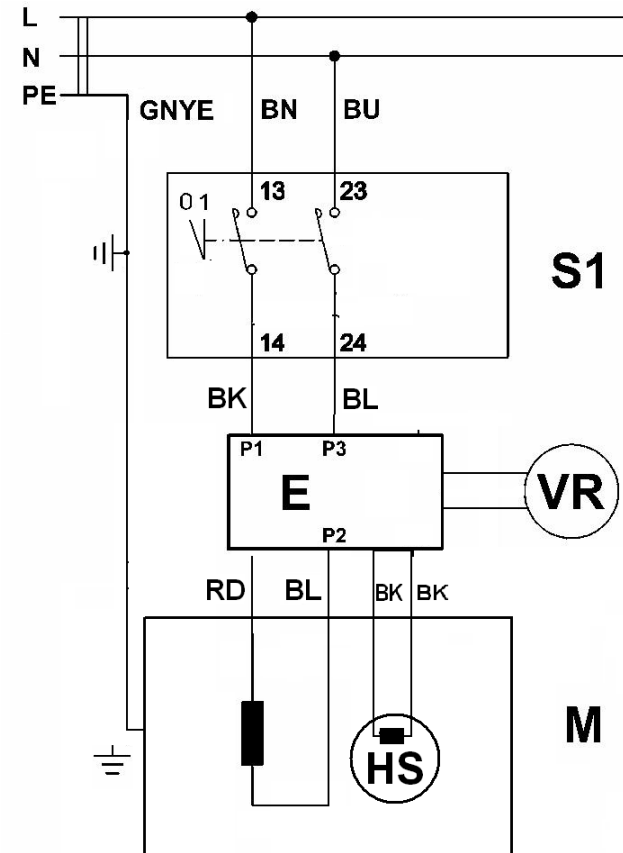 L
N
PE
GNYE BN BU
13 23
0 1
S1
14 24
BK BL
P1 P3
E
VR
P2
RD BL BK BK
M
HS